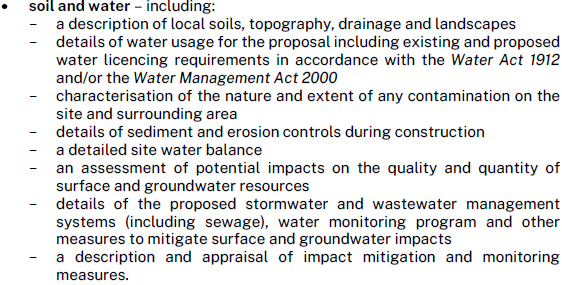 • soil and water – including:
– a description of local soils, topography, drainage and landscapes
– details of water usage for the proposal including existing and proposed
water licencing requirements in accordance with the Water Act 1912
and/or the Water Management Act 2000
– characterisation of the nature and extent of any contamination on the
site and surrounding area
– details of sediment and erosion controls during construction
– a detailed site water balance
– an assessment of potential impacts on the quality and quantity of
surface and groundwater resources
– details of the proposed stormwater and wastewater management
systems (including sewage), water monitoring program and other
measures to mitigate surface and groundwater impacts
– a description and appraisal of impact mitigation and monitoring
measures.